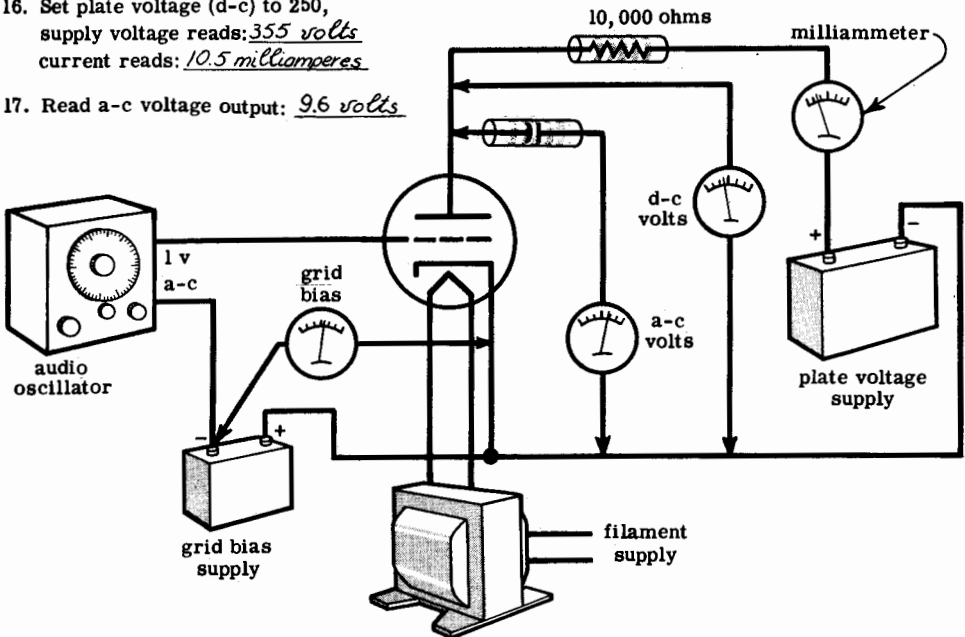 16. Set plate voltage (d-c) to 250,
supply voltage reads: 355 volts
current reads: 10.5 milliamperes
17. Read a-c voltage output: 9.6 volts
10,000 ohms
milliammeter
d-c
volts
+
-
1 v
a-c
grid
bias
a-c
volts
audio
oscillator
plate voltage
supply
-
+
grid bias
supply
filament
supply